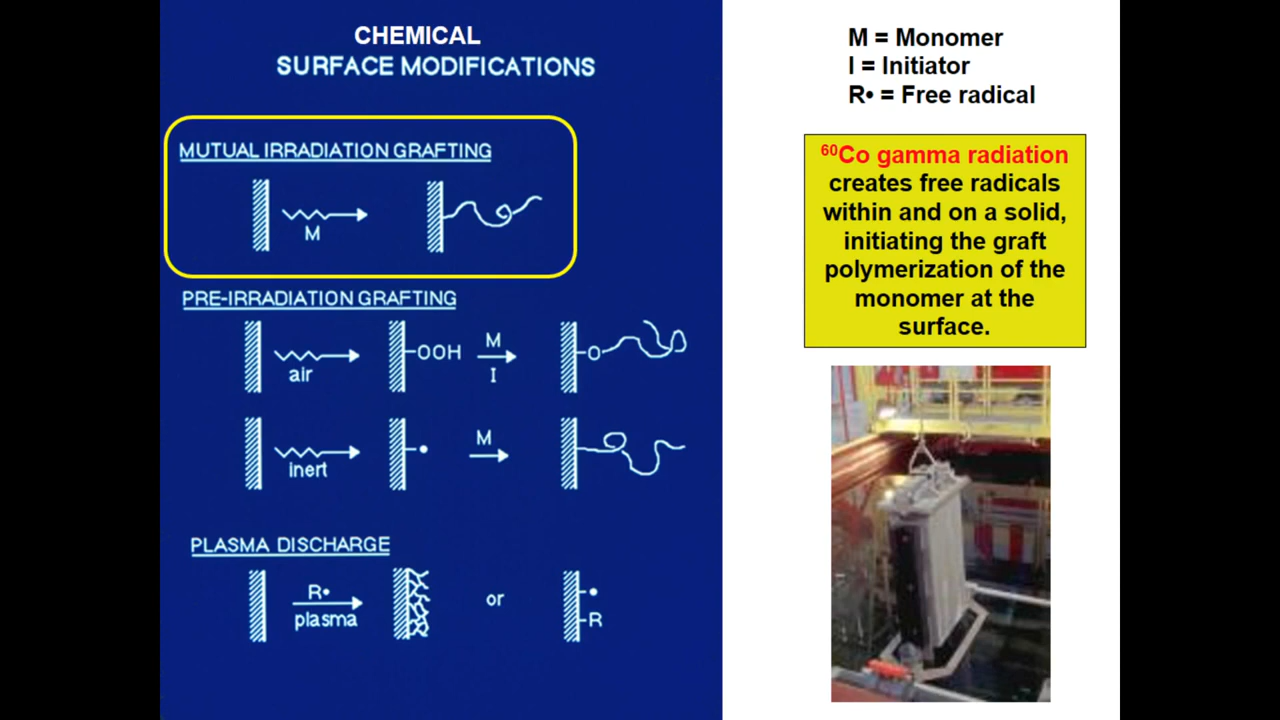 CHEMICAL
SURFACE MODIFICATIONS
MUTUAL IRRADIATION GRAFTING
M
PRE-IRRADIATION GRAFTING
air
OOH
M
I
O
inert
M
PLASMA DISCHARGE
R•
plasma
or
R
M = Monomer
I = Initiator
R• = Free radical
⁶⁰Co gamma radiation
creates free radicals
within and on a solid,
initiating the graft
polymerization of the
monomer at the
surface.